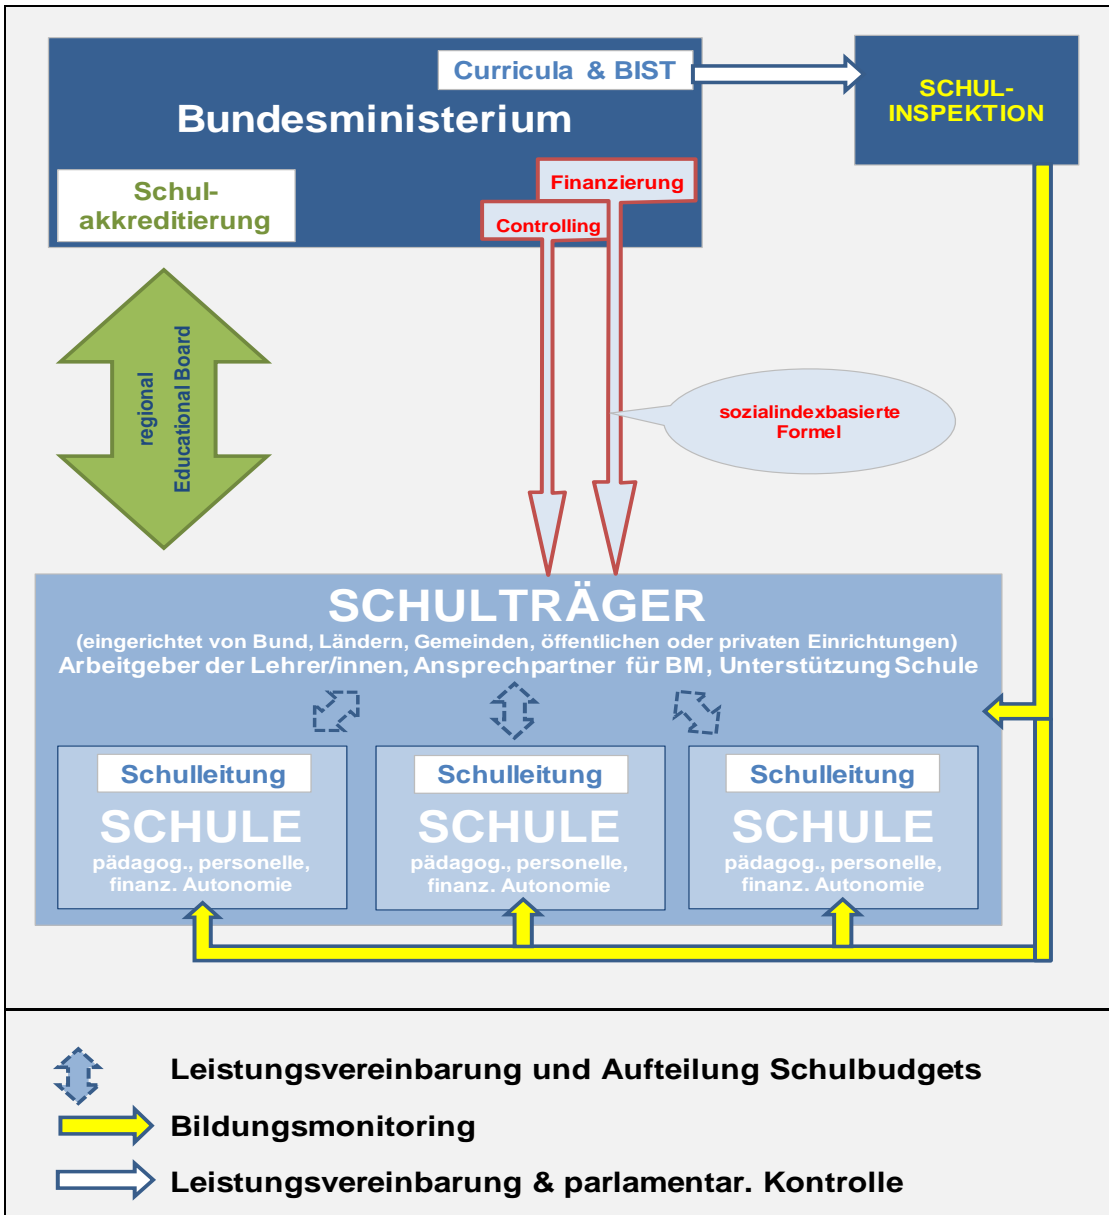 Curricula & BIST
Bundesministerium
SCHUL-
INSPEKTION
Schul-
akkreditierung
Finanzierung
Controlling
regional
Educational Board
sozialindexbasierte
Formel
SCHULTRÄGER
(eingerichtet von Bund, Ländern, Gemeinden, öffentlichen oder privaten Einrichtungen)
Arbeitgeber der Lehrer/innen, Ansprechpartner für BM, Unterstützung Schule
Schulleitung
SCHULE
pädagog., personelle,
finanz. Autonomie
Schulleitung
SCHULE
pädagog., personelle,
finanz. Autonomie
Schulleitung
SCHULE
pädagog., personelle,
finanz. Autonomie
Leistungsvereinbarung und Aufteilung Schulbudgets
Bildungsmonitoring
Leistungsvereinbarung & parlamentar. Kontrolle